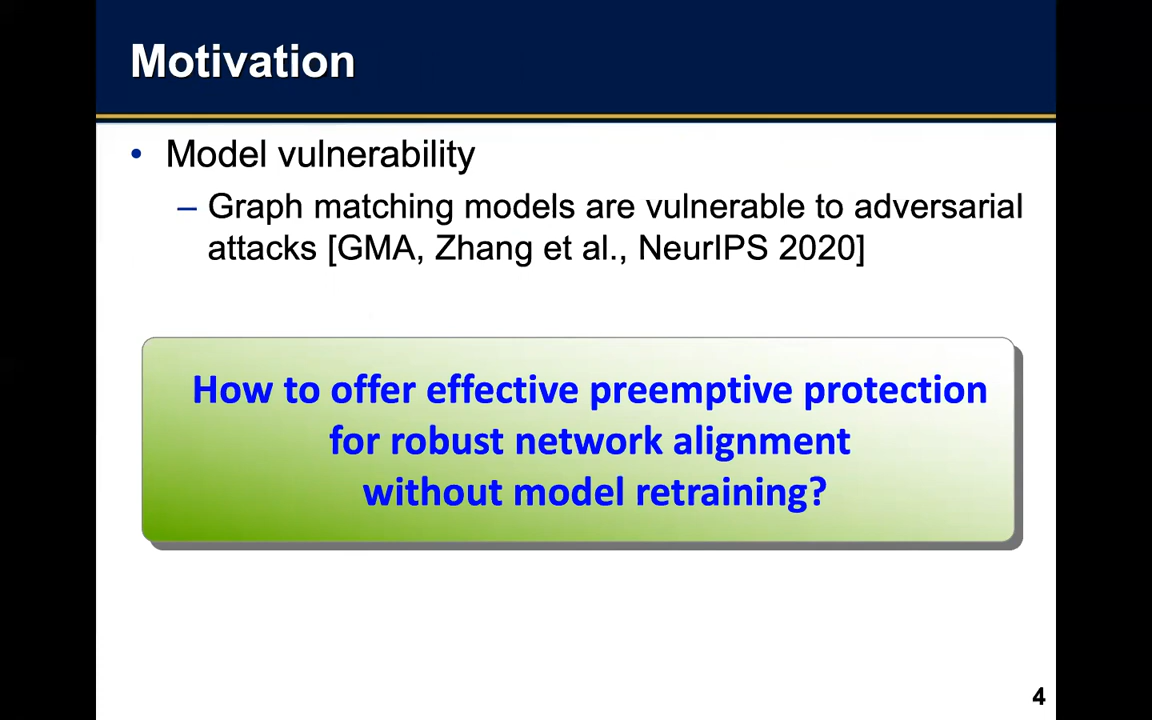 Motivation
• Model vulnerability
– Graph matching models are vulnerable to adversarial
attacks [GMA, Zhang et al., NeurIPS 2020]
How to offer effective preemptive protection
for robust network alignment
without model retraining?
4